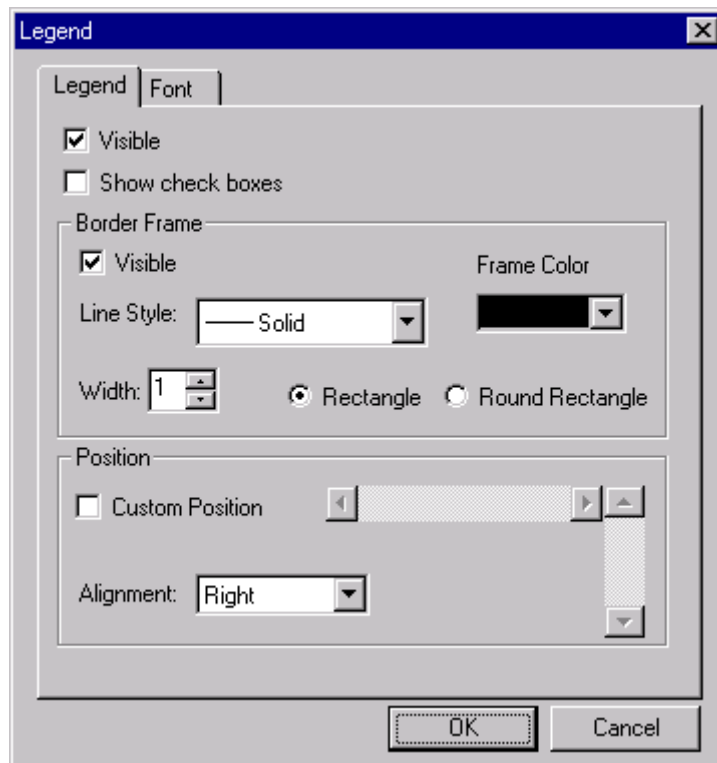 Legend
Legend Font
Visible
Show check boxes
Border Frame
Visible Frame Color
Line Style: Solid
Width: 1 Rectangle Round Rectangle
Position
Custom Position
Alignment: Right
OK Cancel